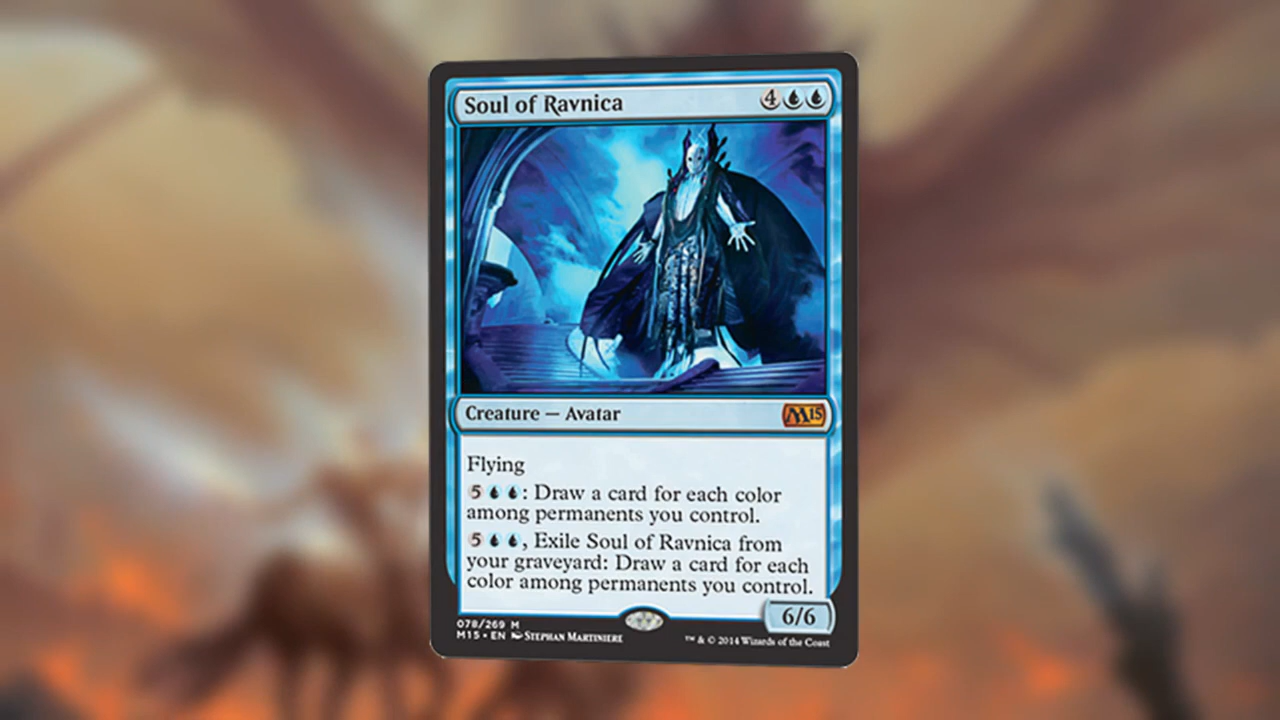 Soul of Ravnica 4
Creature — Avatar M15
Flying
5 : Draw a card for each color
among permanents you control.
5 , Exile Soul of Ravnica from
your graveyard: Draw a card for each
color among permanents you control.
6/6
078/269 M
M15 • EN STEPHAN MARTINIERE
™ & © 2014 Wizards of the Coast